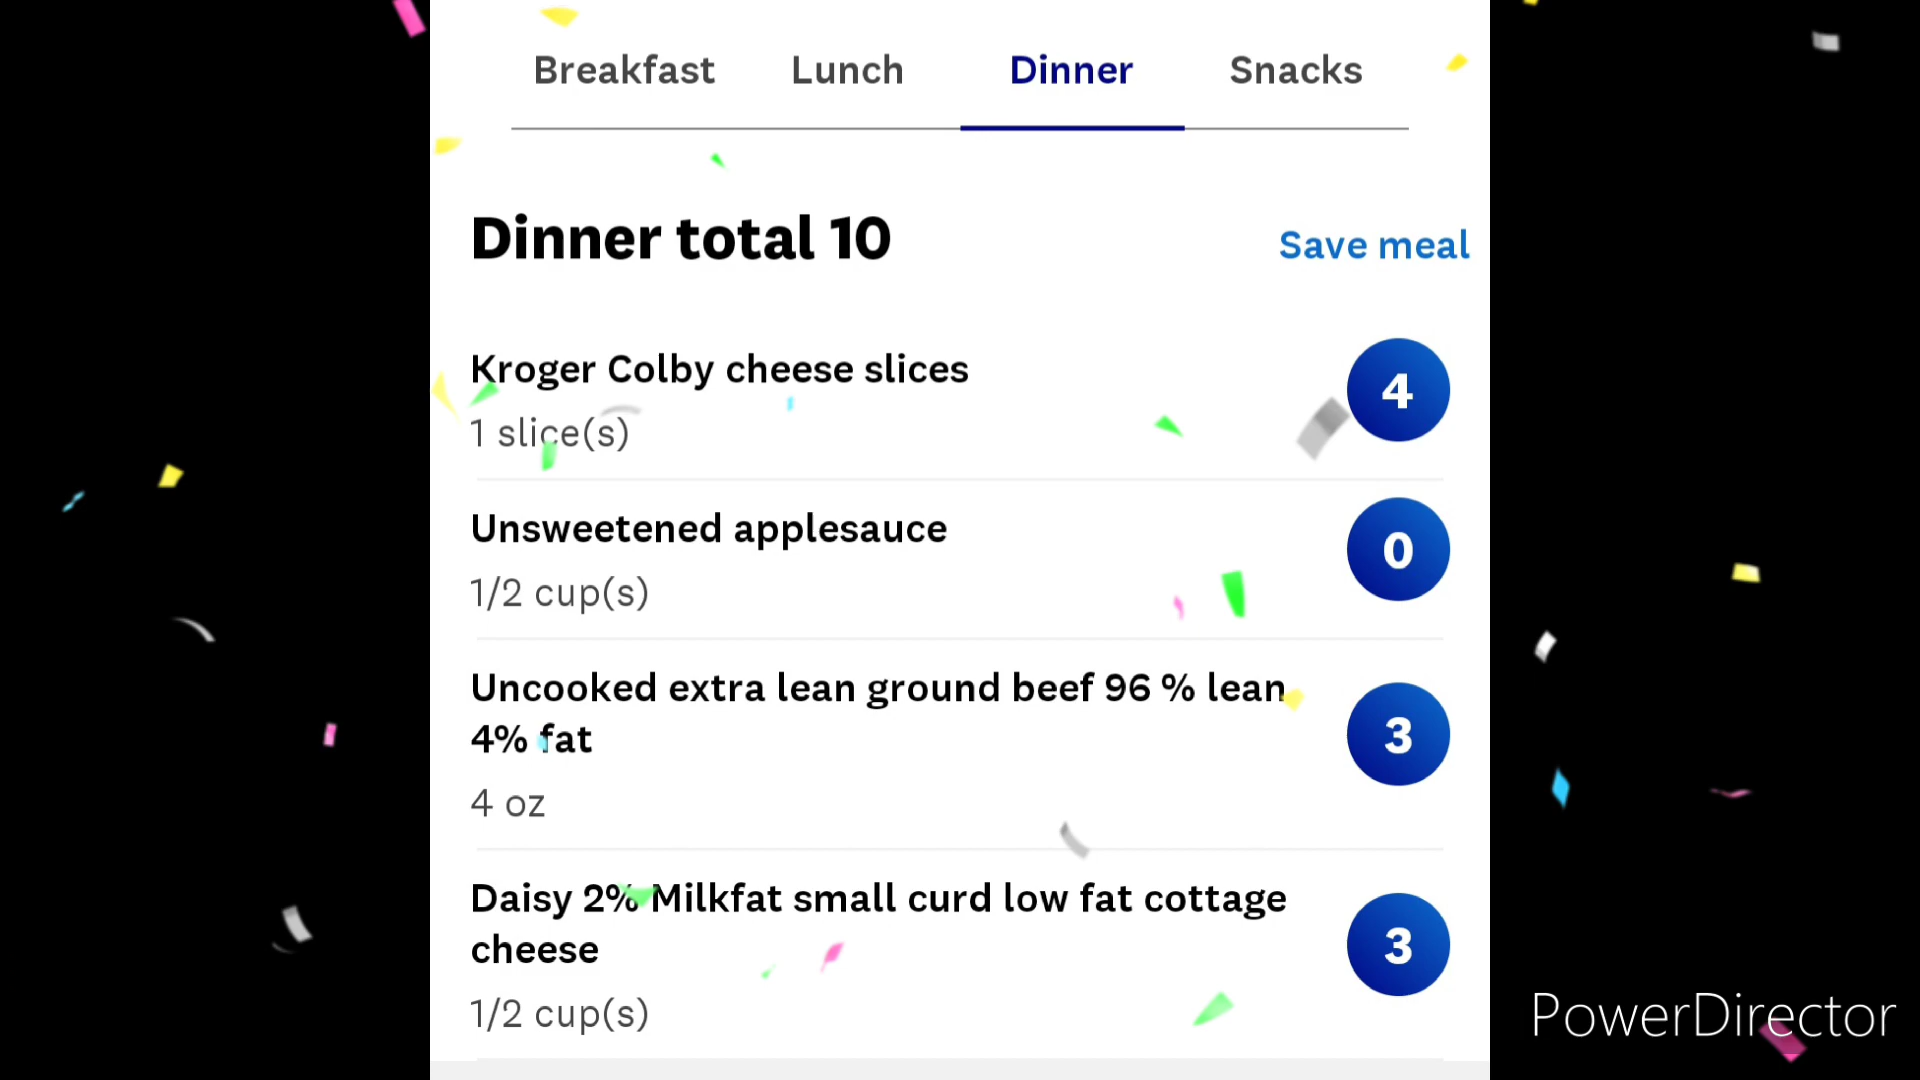 Breakfast Lunch Dinner Snacks
Dinner total 10 Save meal
Kroger Colby cheese slices 4
1 slice(s)
Unsweetened applesauce 0
1/2 cup(s)
Uncooked extra lean ground beef 96 % lean
4% fat 3
4 oz
Daisy 2% Milkfat small curd low fat cottage
cheese 3
1/2 cup(s)
PowerDirector